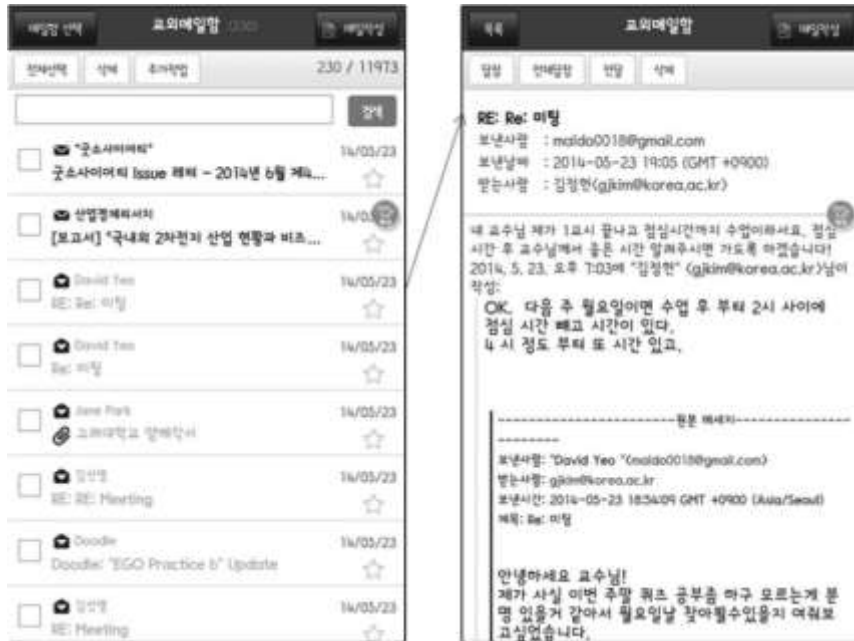 메일함 선택
교외메일함 (230)
메일작성
전체선택
삭제
추가작업
230 / 11973
검색
"굿소사이어티"
14/05/23
굿소사이어티 Issue 레터 - 2014년 6월 제4...
산업경제리서치
[보고서] "국내외 2차전지 산업 현황과 비즈...
David Yeo
14/05/23
RE: Re: 미팅
David Yeo
14/05/23
Re: 미팅
Jane Park
14/05/23
고려대학교 양해각서
14/05/23
RE: RE: Meeting
Doodle
14/05/23
Doodle: "EGO Practice 6" Update
14/05/23
RE: Meeting
목록
교외메일함
메일작성
답장
전체답장
전달
삭제
RE: Re: 미팅
보낸사람 : maldo0018@gmail.com
보낸날짜 : 2014-05-23 19:05 (GMT +0900)
받는사람 : 김정현<gjkim@korea.ac.kr>
네 교수님 제가 1교시 끝나고 점심시간까지 수업이라서요, 점심
시간 후 교수님께서 좋은 시간 알려주시면 가도록 하겠습니다!
2014. 5. 23. 오후 7:03에 "김정현" <gjkim@korea.ac.kr>님이
작성:
OK. 다음 주 월요일이면 수업 후 부터 2시 사이에
점심 시간 빼고 시간이 있다.
4 시 정도 부터 또 시간 있고,
-------------------------원본 메세지----------------
---------
보낸사람: "David Yeo "<maldo0018@gmail.com>
받는사람: gjkim@korea.ac.kr
보낸시간: 2014-05-23 18:54:09 GMT +0900 (Asia/Seoul)
제목: Re: 미팅
안녕하세요 교수님!
제가 사실 이번 주말 퀴즈 공부좀 하구 모르는게 분
명 있을거 같아서 월요일날 찾아뵐수있을지 여쭤보
고싶었습니다.